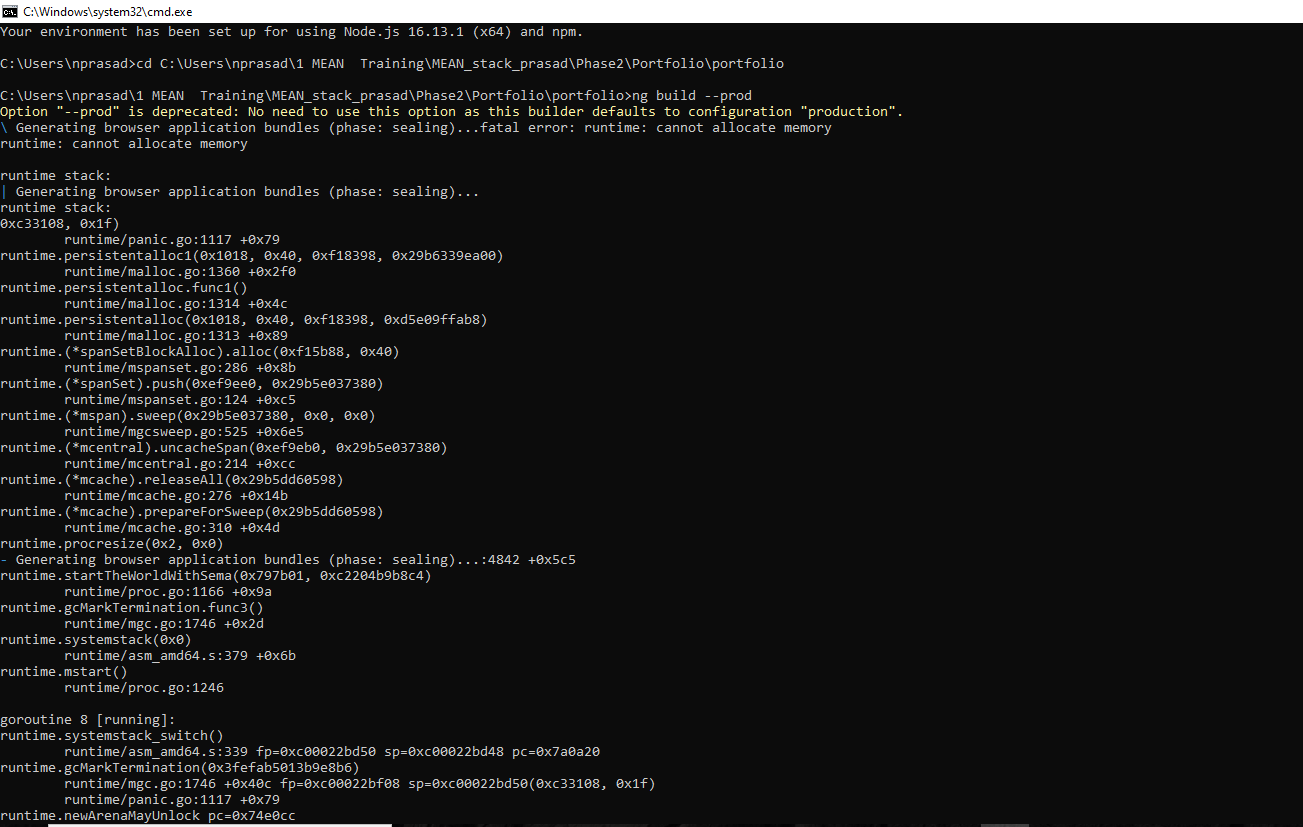 C:\Windows\system32\cmd.exe
Your environment has been set up for using Node.js 16.13.1 (x64) and npm.
C:\Users\nprasad>cd C:\Users\nprasad\1 MEAN  Training\MEAN_stack_prasad\Phase2\Portfolio\portfolio
C:\Users\nprasad\1 MEAN  Training\MEAN_stack_prasad\Phase2\Portfolio\portfolio>ng build --prod
Option "--prod" is deprecated: No need to use this option as this builder defaults to configuration "production".
\ Generating browser application bundles (phase: sealing)...fatal error: runtime: cannot allocate memory
runtime: cannot allocate memory
runtime stack:
| Generating browser application bundles (phase: sealing)...
runtime stack:
0xc33108, 0x1f)
        runtime/panic.go:1117 +0x79
runtime.persistentalloc1(0x1018, 0x40, 0xf18398, 0x29b6339ea00)
        runtime/malloc.go:1360 +0x2f0
runtime.persistentalloc.func1()
        runtime/malloc.go:1314 +0x4c
runtime.persistentalloc(0x1018, 0x40, 0xf18398, 0xd5e09ffab8)
        runtime/malloc.go:1313 +0x89
runtime.(*spanSetBlockAlloc).alloc(0xf15b88, 0x40)
        runtime/mspanset.go:286 +0x8b
runtime.(*spanSet).push(0xef9ee0, 0x29b5e037380)
        runtime/mspanset.go:124 +0xc5
runtime.(*mspan).sweep(0x29b5e037380, 0x0, 0x0)
        runtime/mgcsweep.go:525 +0x6e5
runtime.(*mcentral).uncacheSpan(0xef9eb0, 0x29b5e037380)
        runtime/mcentral.go:214 +0xcc
runtime.(*mcache).releaseAll(0x29b5dd60598)
        runtime/mcache.go:276 +0x14b
runtime.(*mcache).prepareForSweep(0x29b5dd60598)
        runtime/mcache.go:310 +0x4d
runtime.procresize(0x2, 0x0)
- Generating browser application bundles (phase: sealing)...:4842 +0x5c5
runtime.startTheWorldWithSema(0x797b01, 0xc2204b9b8c4)
        runtime/proc.go:1166 +0x9a
runtime.gcMarkTermination.func3()
        runtime/mgc.go:1746 +0x2d
runtime.systemstack(0x0)
        runtime/asm_amd64.s:379 +0x6b
runtime.mstart()
        runtime/proc.go:1246
goroutine 8 [running]:
runtime.systemstack_switch()
        runtime/asm_amd64.s:339 fp=0xc00022bd50 sp=0xc00022bd48 pc=0x7a0a20
runtime.gcMarkTermination(0x3fefab5013b9e8b6)
        runtime/mgc.go:1746 +0x40c fp=0xc00022bf08 sp=0xc00022bd50(0xc33108, 0x1f)
        runtime/panic.go:1117 +0x79
runtime.newArenaMayUnlock pc=0x74e0cc